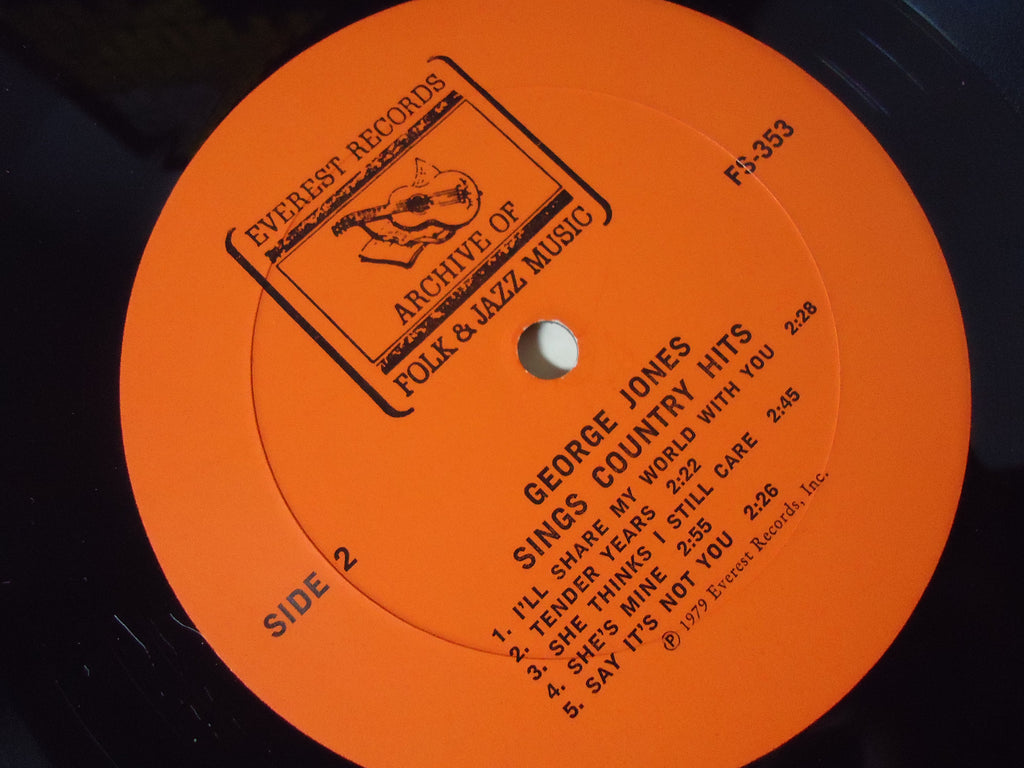 EVEREST RECORDS
ARCHIVE OF
FOLK & JAZZ MUSIC
FS-353
SIDE 2
GEORGE JONES
SINGS COUNTRY HITS
1. I'LL SHARE MY WORLD WITH YOU 2:28
2. TENDER YEARS 2:22
3. SHE THINKS I STILL CARE 2:45
4. SHE'S MINE 2:55
5. SAY IT'S NOT YOU 2:26
℗ 1979 Everest Records, Inc.